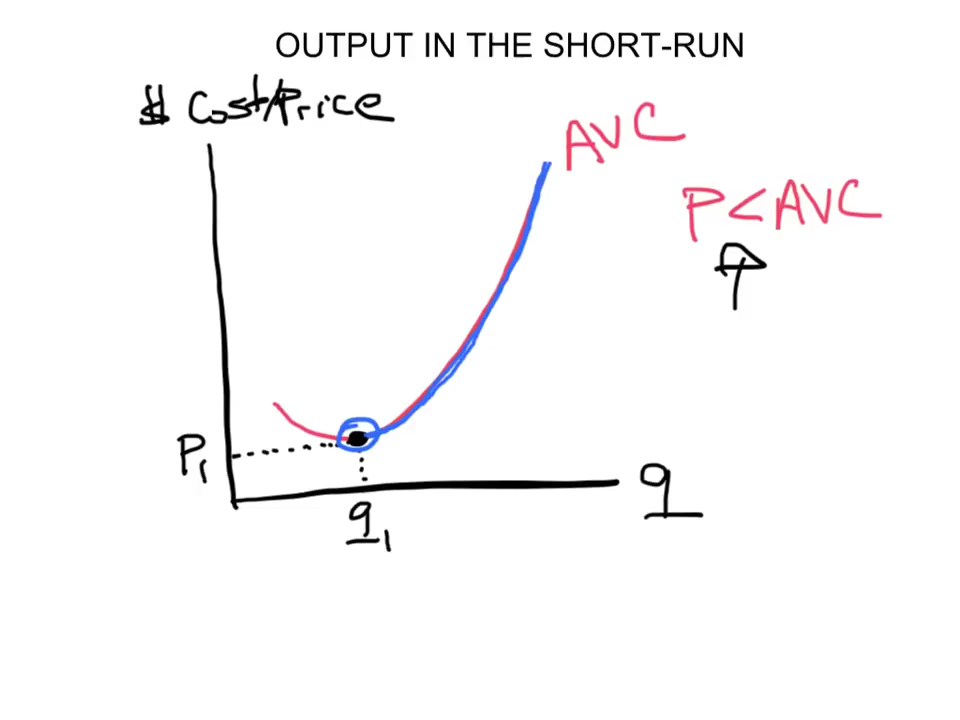 OUTPUT IN THE SHORT-RUN
$ Cost/Price
AVC
P<AVC
P1
q
q1